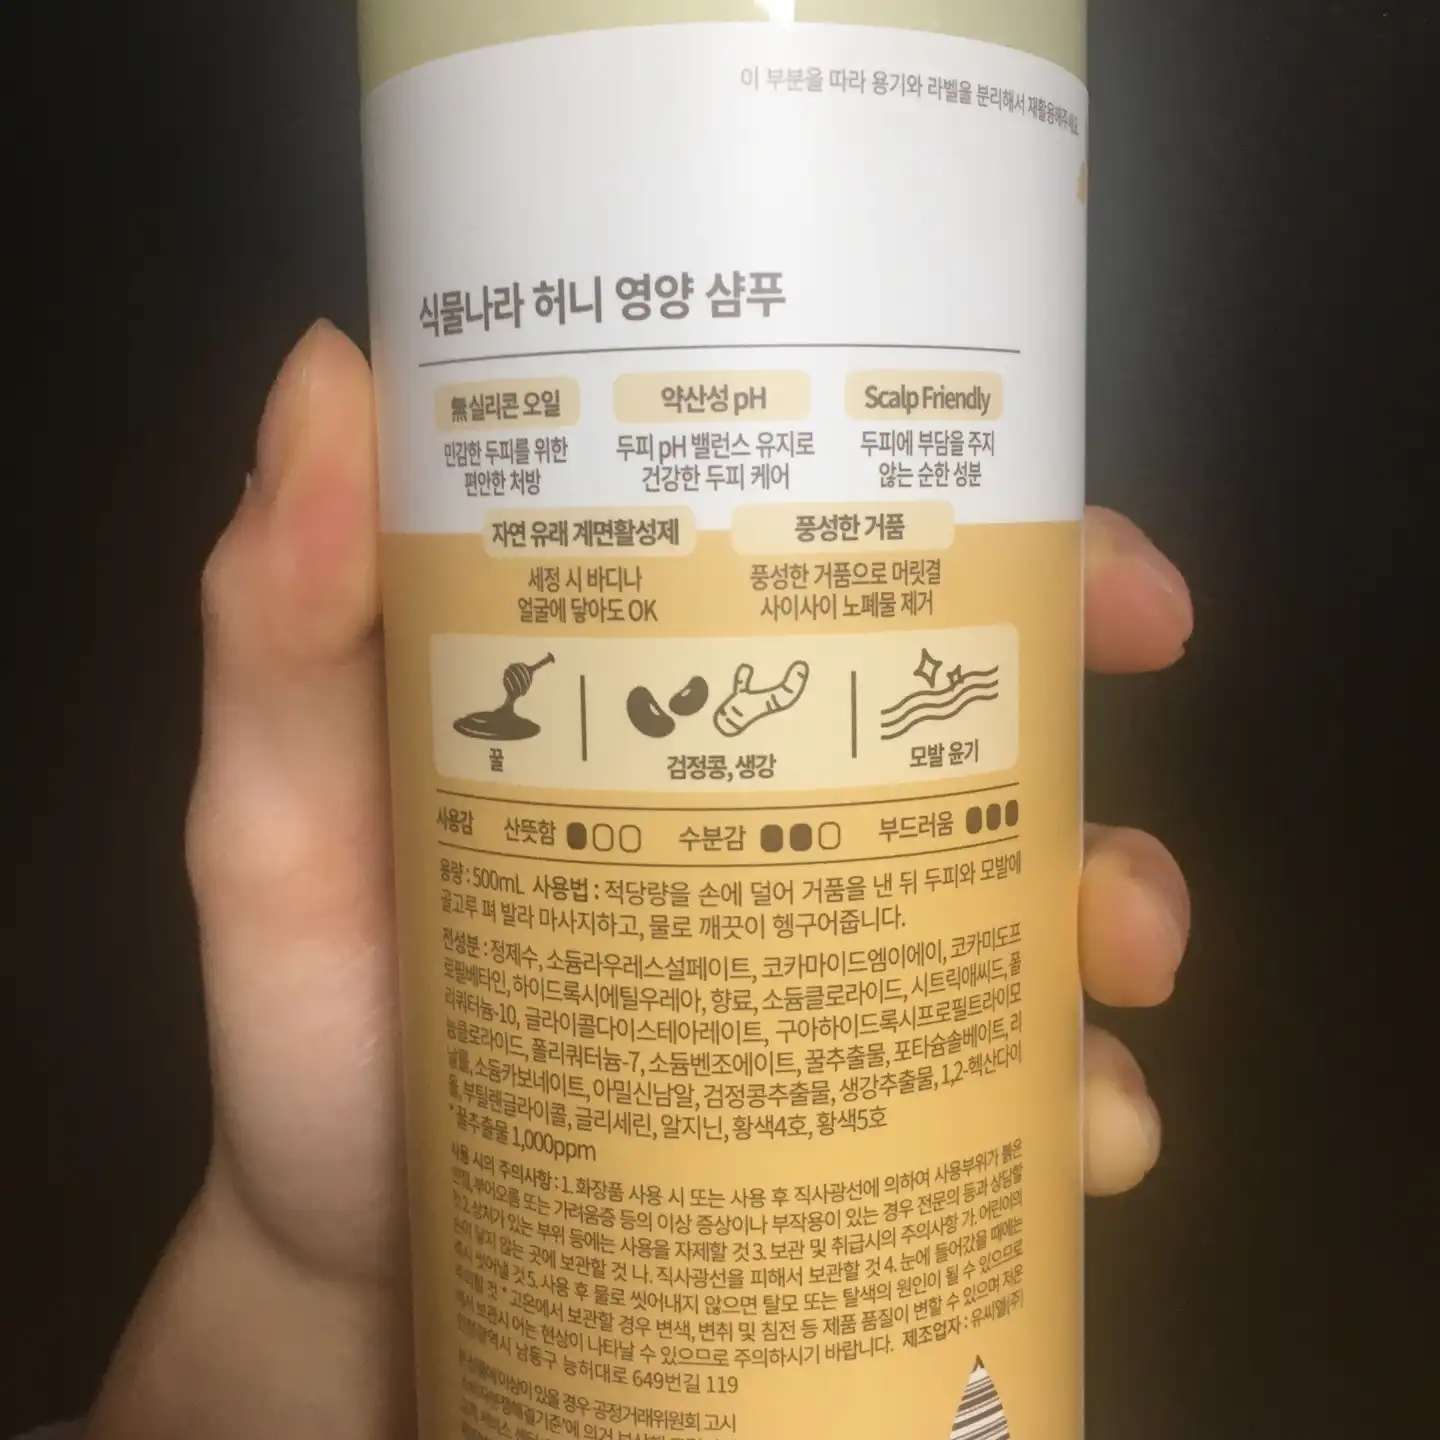 이 부분을 따라 용기와 라벨을 분리해서 재활용해주세요
식물나라 허니 영양 샴푸
無실리콘 오일
민감한 두피를 위한
편안한 처방
약산성 pH
두피 pH 밸런스 유지로
건강한 두피 케어
Scalp Friendly
두피에 부담을 주지
않는 순한 성분
자연 유래 계면활성제
세정 시 바디나
얼굴에 닿아도 OK
풍성한 거품
풍성한 거품으로 머릿결
사이사이 노폐물 제거
꿀
검정콩, 생강
모발 윤기
사용감 산뜻함 수분감 부드러움
용량 : 500mL 사용법 : 적당량을 손에 덜어 거품을 낸 뒤 두피와 모발에
골고루 펴 발라 마사지하고, 물로 깨끗이 헹구어줍니다.
전성분 : 정제수, 소듐라우레스설페이트, 코카마이드엠이에이, 코카미도프
로필베타인, 하이드록시에틸우레아, 향료, 소듐클로라이드, 시트릭애씨드, 폴
리쿼터늄-10, 글라이콜다이스테아레이트, 구아하이드록시프로필트라이모
늄클로라이드, 폴리쿼터늄-7, 소듐벤조에이트, 꿀추출물, 포타슘솔베이트, 리
날룰, 소듐카보네이트, 아밀신남알, 검정콩추출물, 생강추출물, 1,2-헥산다이
올, 부틸렌글라이콜, 글리세린, 알지닌, 황색4호, 황색5호
*꿀추출물 1,000ppm
사용 시의 주의사항 : 1. 화장품 사용 시 또는 사용 후 직사광선에 의하여 사용부위가 붉은
반점, 부어오름 또는 가려움증 등의 이상 증상이나 부작용이 있는 경우 전문의 등과 상담할
것 2. 상처가 있는 부위 등에는 사용을 자제할 것 3. 보관 및 취급시의 주의사항 가. 어린이의
손이 닿지 않는 곳에 보관할 것 나. 직사광선을 피해서 보관할 것 4. 눈에 들어갔을 때에는
즉시 씻어낼 것 5. 사용 후 물로 씻어내지 않으면 탈모 또는 탈색의 원인이 될 수 있으므로
주의할 것 * 고온에서 보관할 경우 변색, 변취 및 침전 등 제품 품질이 변할 수 있으며 저온
에서 보관시 어는 현상이 나타날 수 있으므로 주의하시기 바랍니다. 제조업자 : 유씨엘(주)
인천광역시 남동구 능허대로 649번길 119
본 상품에 이상이 있을 경우 공정거래위원회 고시
'소비자분쟁해결기준'에 의거